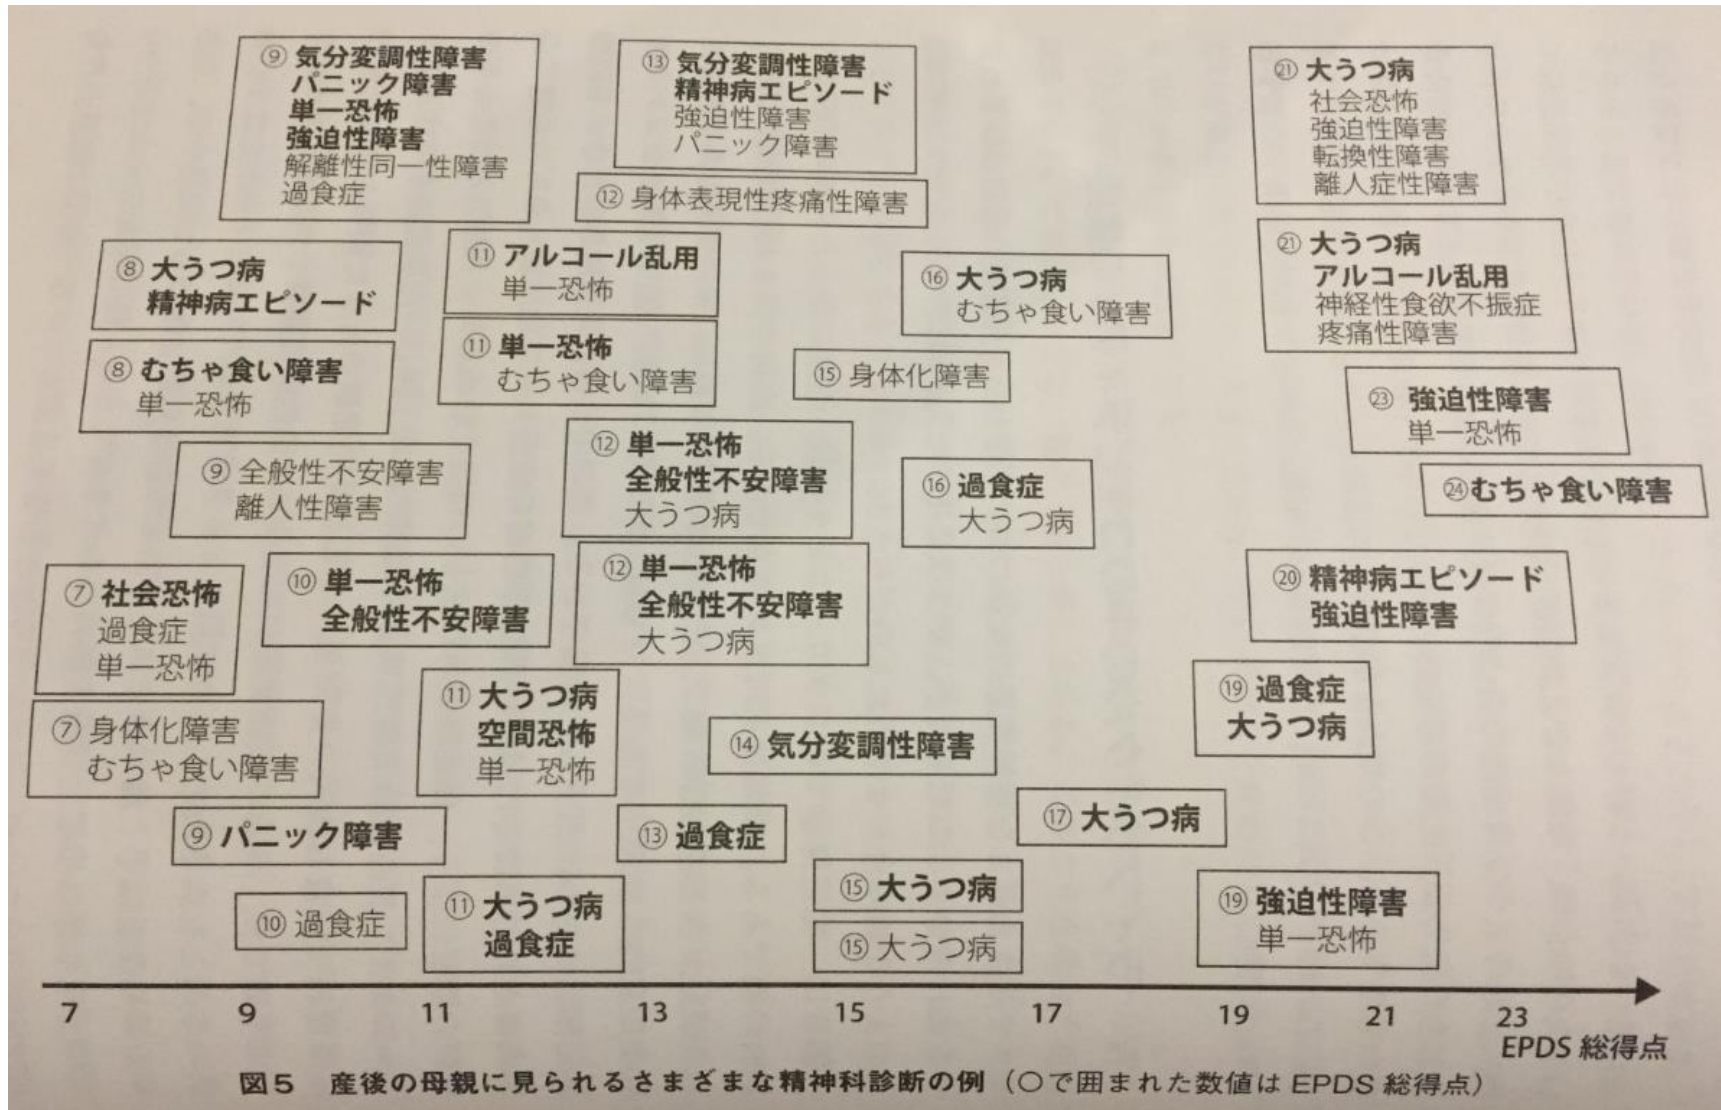 ⑨ 気分変調性障害
パニック障害
単一恐怖
強迫性障害
解離性同一性障害
過食症
⑬ 気分変調性障害
精神病エピソード
強迫性障害
パニック障害
㉑ 大うつ病
社会恐怖
強迫性障害
転換性障害
離人症性障害
⑫ 身体表現性疼痛性障害
⑧ 大うつ病
精神病エピソード
⑪ アルコール乱用
単一恐怖
⑯ 大うつ病
むちゃ食い障害
㉑ 大うつ病
アルコール乱用
神経性食欲不振症
疼痛性障害
⑧ むちゃ食い障害
単一恐怖
⑪ 単一恐怖
むちゃ食い障害
⑮ 身体化障害
㉓ 強迫性障害
単一恐怖
⑨ 全般性不安障害
離人性障害
⑫ 単一恐怖
全般性不安障害
大うつ病
⑯ 過食症
大うつ病
㉔むちゃ食い障害
⑦ 社会恐怖
過食症
単一恐怖
⑩ 単一恐怖
全般性不安障害
⑫ 単一恐怖
全般性不安障害
大うつ病
⑳ 精神病エピソード
強迫性障害
⑦ 身体化障害
むちゃ食い障害
⑪ 大うつ病
空間恐怖
単一恐怖
⑭ 気分変調性障害
⑲ 過食症
大うつ病
⑨ パニック障害
⑬ 過食症
⑰ 大うつ病
⑩ 過食症
⑪ 大うつ病
過食症
⑮ 大うつ病
⑮ 大うつ病
⑲ 強迫性障害
単一恐怖
7 9 11 13 15 17 19 21 23
EPDS 総得点
図5 産後の母親に見られるさまざまな精神科診断の例（〇で囲まれた数値は EPDS 総得点）